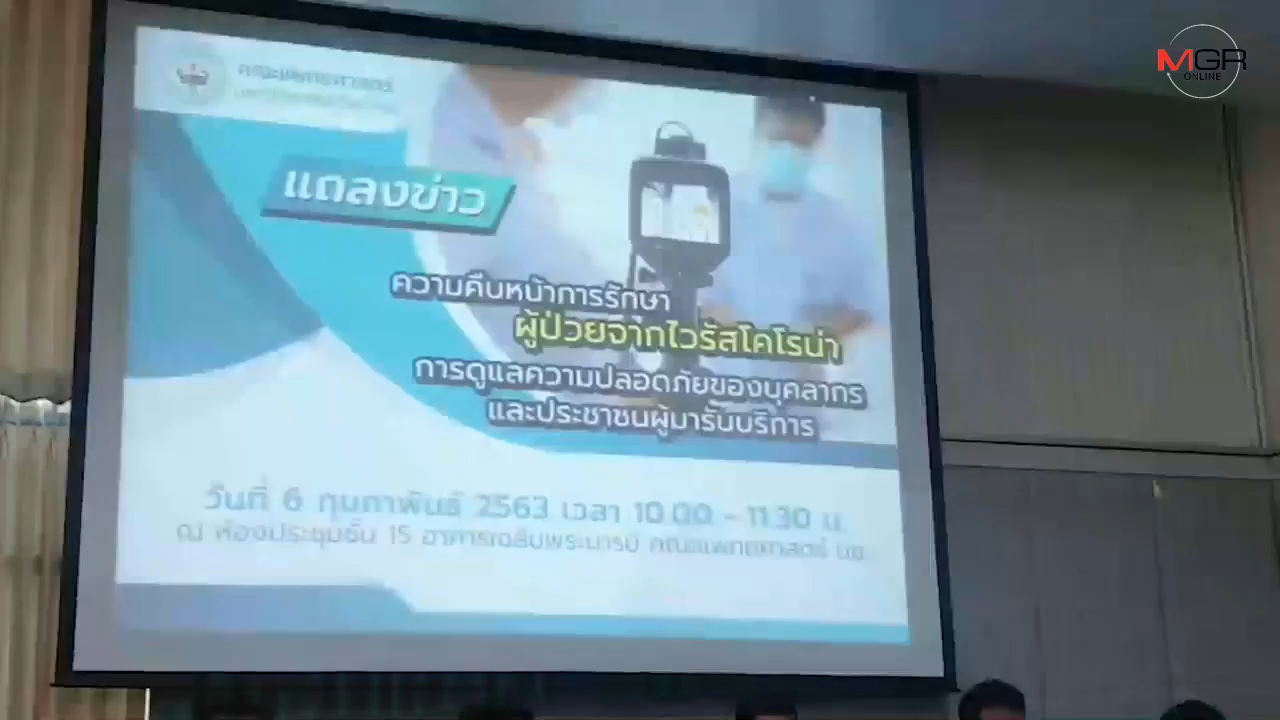 MGR
ONLINE
คณะแพทยศาสตร์
แถลงข่าว
ความคืบหน้าการรักษา
ผู้ป่วยจากไวรัสโคโรน่า
การดูแลความปลอดภัยของบุคลากร
และประชาชนผู้มารับบริการ
วันที่ 6 กุมภาพันธ์ 2563 เวลา 10.00 - 11.30 น.
ณ ห้องประชุมชั้น 15 อาคารเฉลิมพระบารมี คณะแพทยศาสตร์ มช.